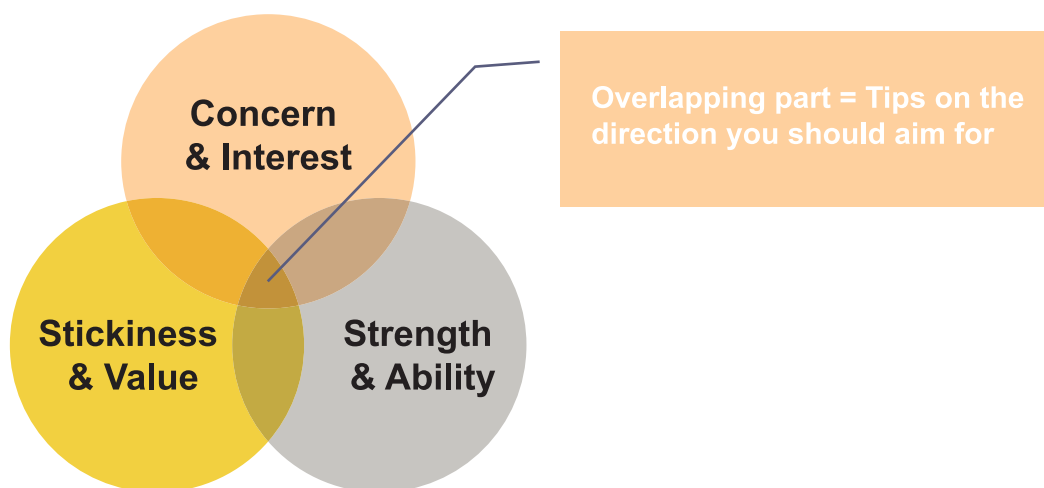 Concern
& Interest
Overlapping part = Tips on the
direction you should aim for
Stickiness
& Value
Strength
& Ability